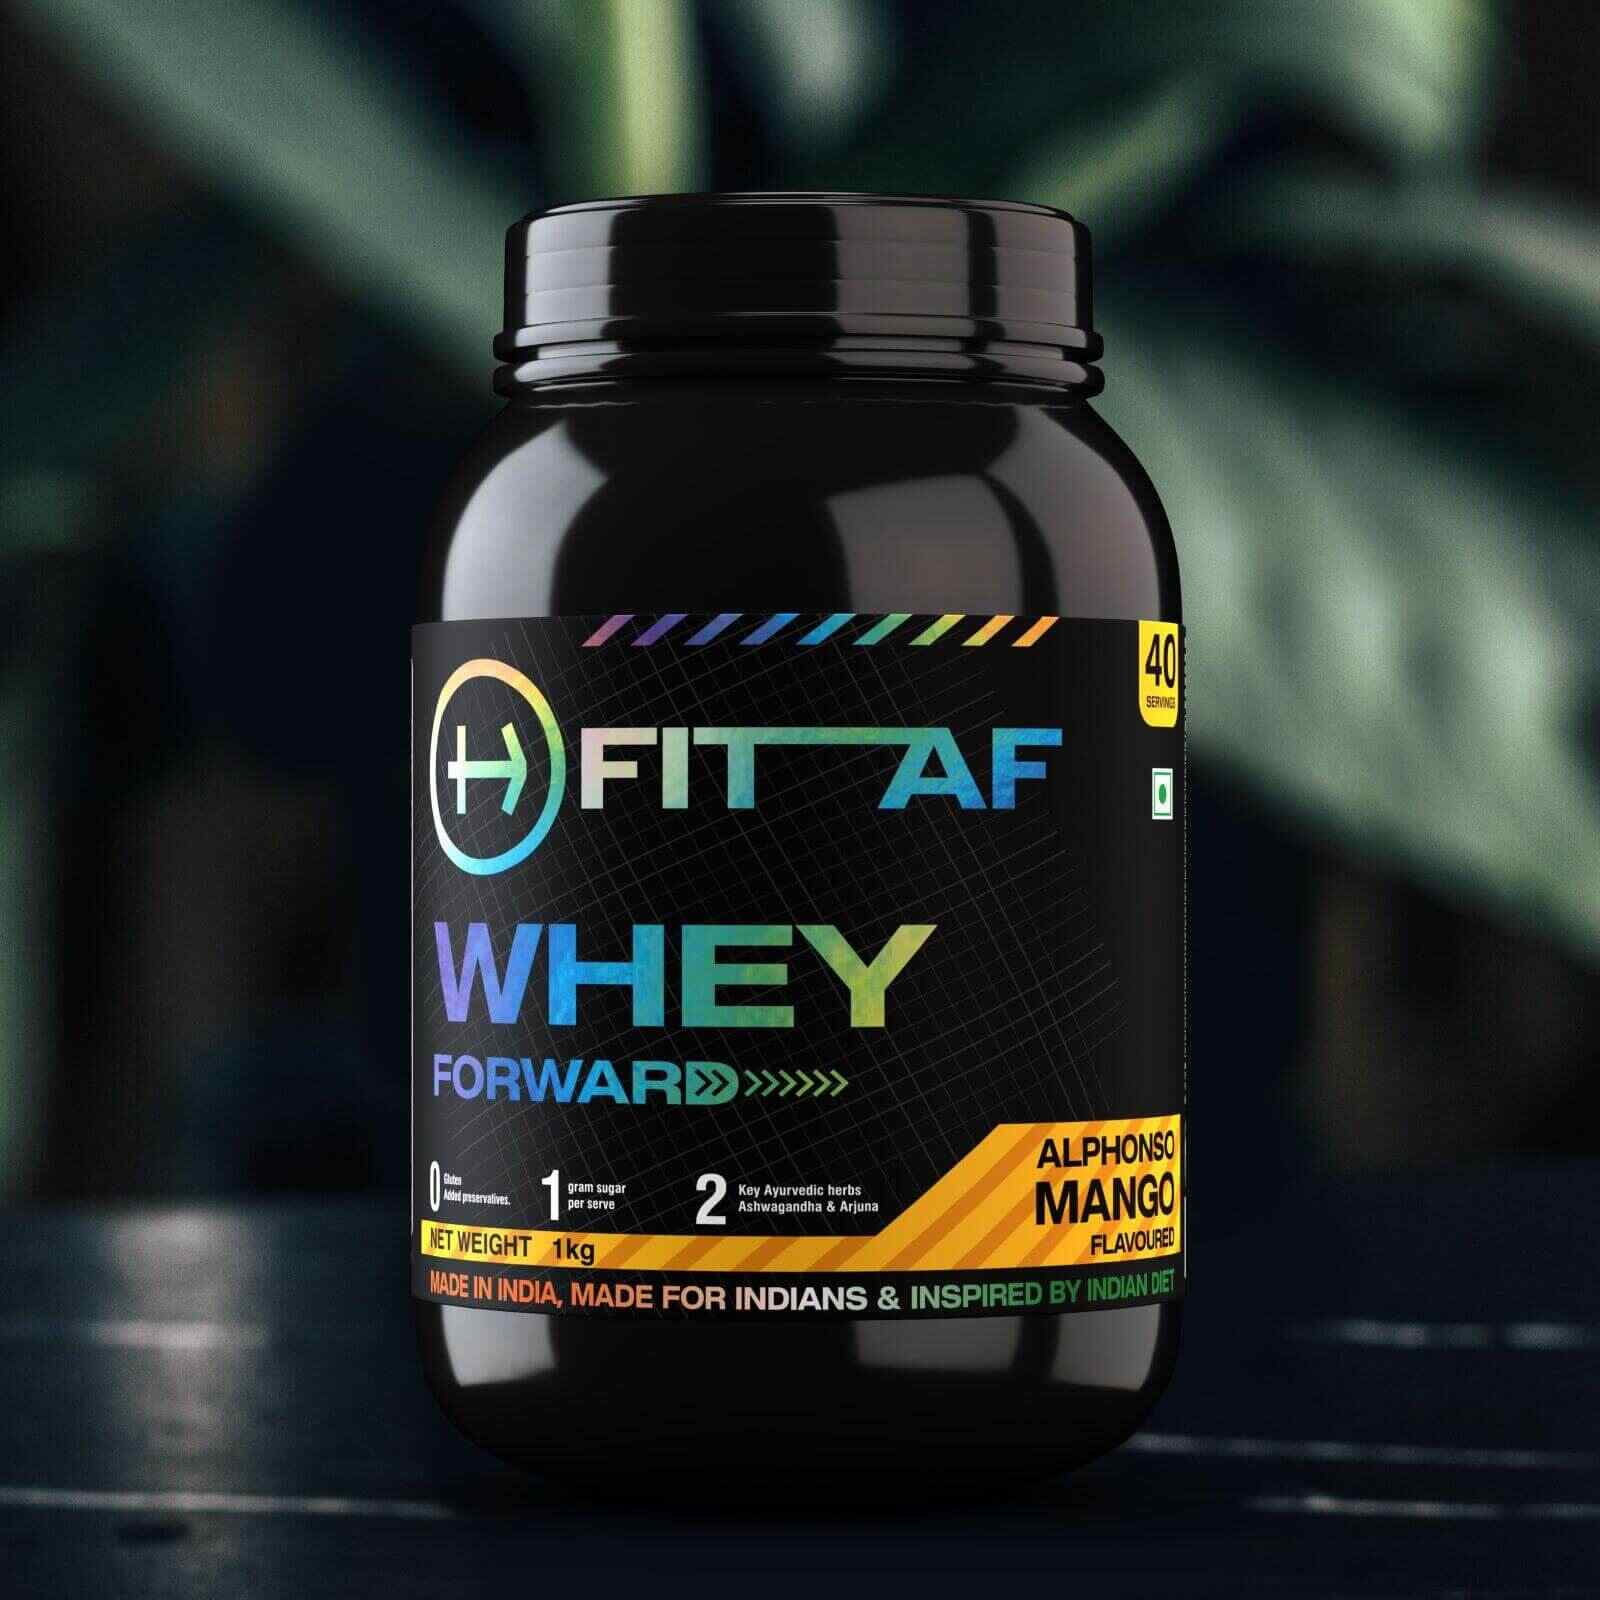 40
SERVINGS
FIT AF
WHEY
FORWARD
0 Gluten
Added preservatives.
1 gram sugar
per serve
2 Key Ayurvedic herbs
Ashwagandha & Arjuna
ALPHONSO
MANGO
FLAVOURED
NET WEIGHT 1kg
MADE IN INDIA, MADE FOR INDIANS & INSPIRED BY INDIAN DIET